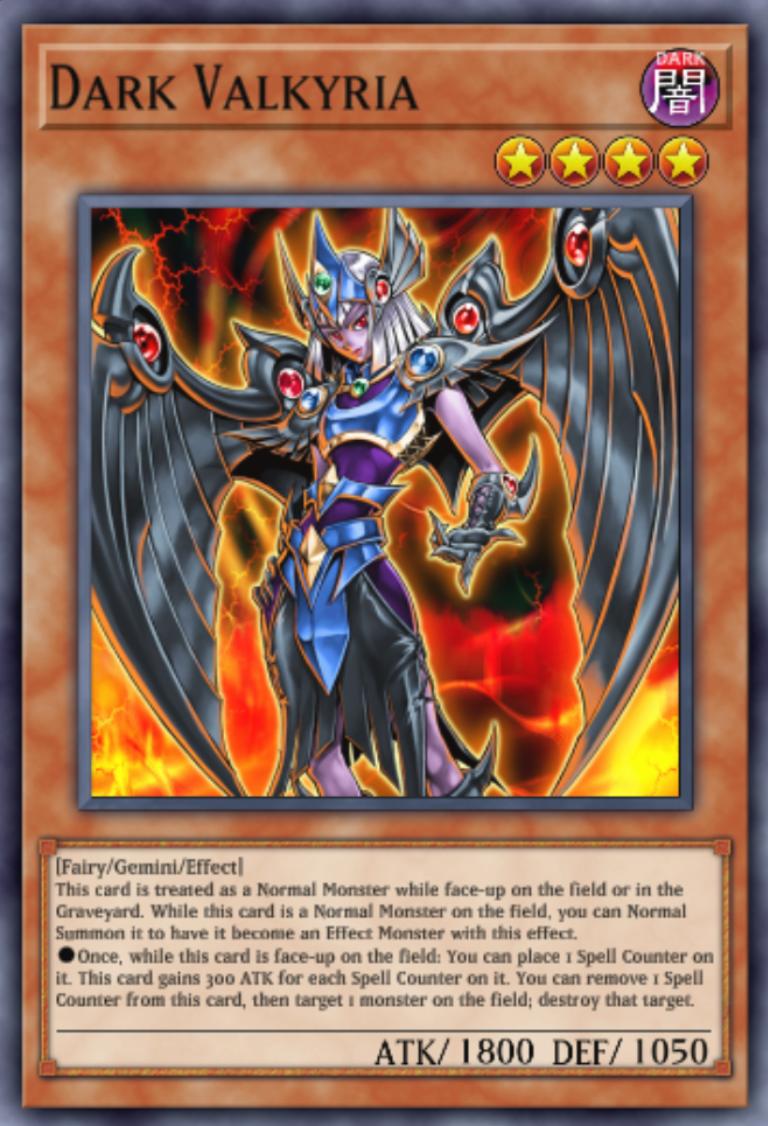 Dark Valkyria
DARK
闇
[Fairy/Gemini/Effect]
This card is treated as a Normal Monster while face-up on the field or in the
Graveyard. While this card is a Normal Monster on the field, you can Normal
Summon it to have it become an Effect Monster with this effect.
●Once, while this card is face-up on the field: You can place 1 Spell Counter on
it. This card gains 300 ATK for each Spell Counter on it. You can remove 1 Spell
Counter from this card, then target 1 monster on the field; destroy that target.
ATK/ 1800 DEF/ 1050